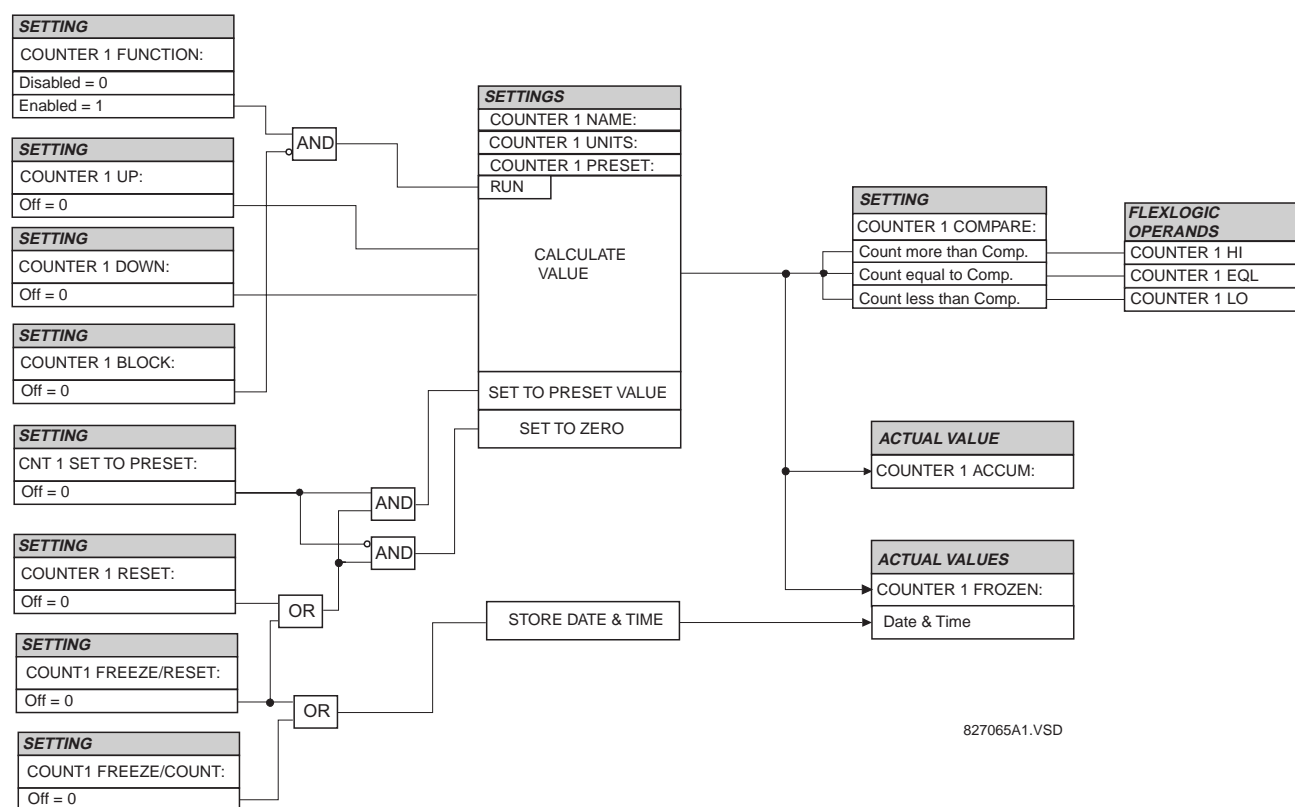 SETTING
COUNTER 1 FUNCTION:
Disabled = 0
Enabled = 1
SETTING
COUNTER 1 UP:
Off = 0
SETTING
COUNTER 1 DOWN:
Off = 0
SETTING
COUNTER 1 BLOCK:
Off = 0
SETTING
CNT 1 SET TO PRESET:
Off = 0
SETTING
COUNTER 1 RESET:
Off = 0
SETTING
COUNT1 FREEZE/RESET:
Off = 0
SETTING
COUNT1 FREEZE/COUNT:
Off = 0
AND
AND
AND
OR
OR
SETTINGS
COUNTER 1 NAME:
COUNTER 1 UNITS:
COUNTER 1 PRESET:
RUN
CALCULATE
VALUE
SET TO PRESET VALUE
SET TO ZERO
STORE DATE & TIME
SETTING
COUNTER 1 COMPARE:
Count more than Comp.
Count equal to Comp.
Count less than Comp.
FLEXLOGIC
OPERANDS
COUNTER 1 HI
COUNTER 1 EQL
COUNTER 1 LO
ACTUAL VALUE
COUNTER 1 ACCUM:
ACTUAL VALUES
COUNTER 1 FROZEN:
Date & Time
827065A1.VSD